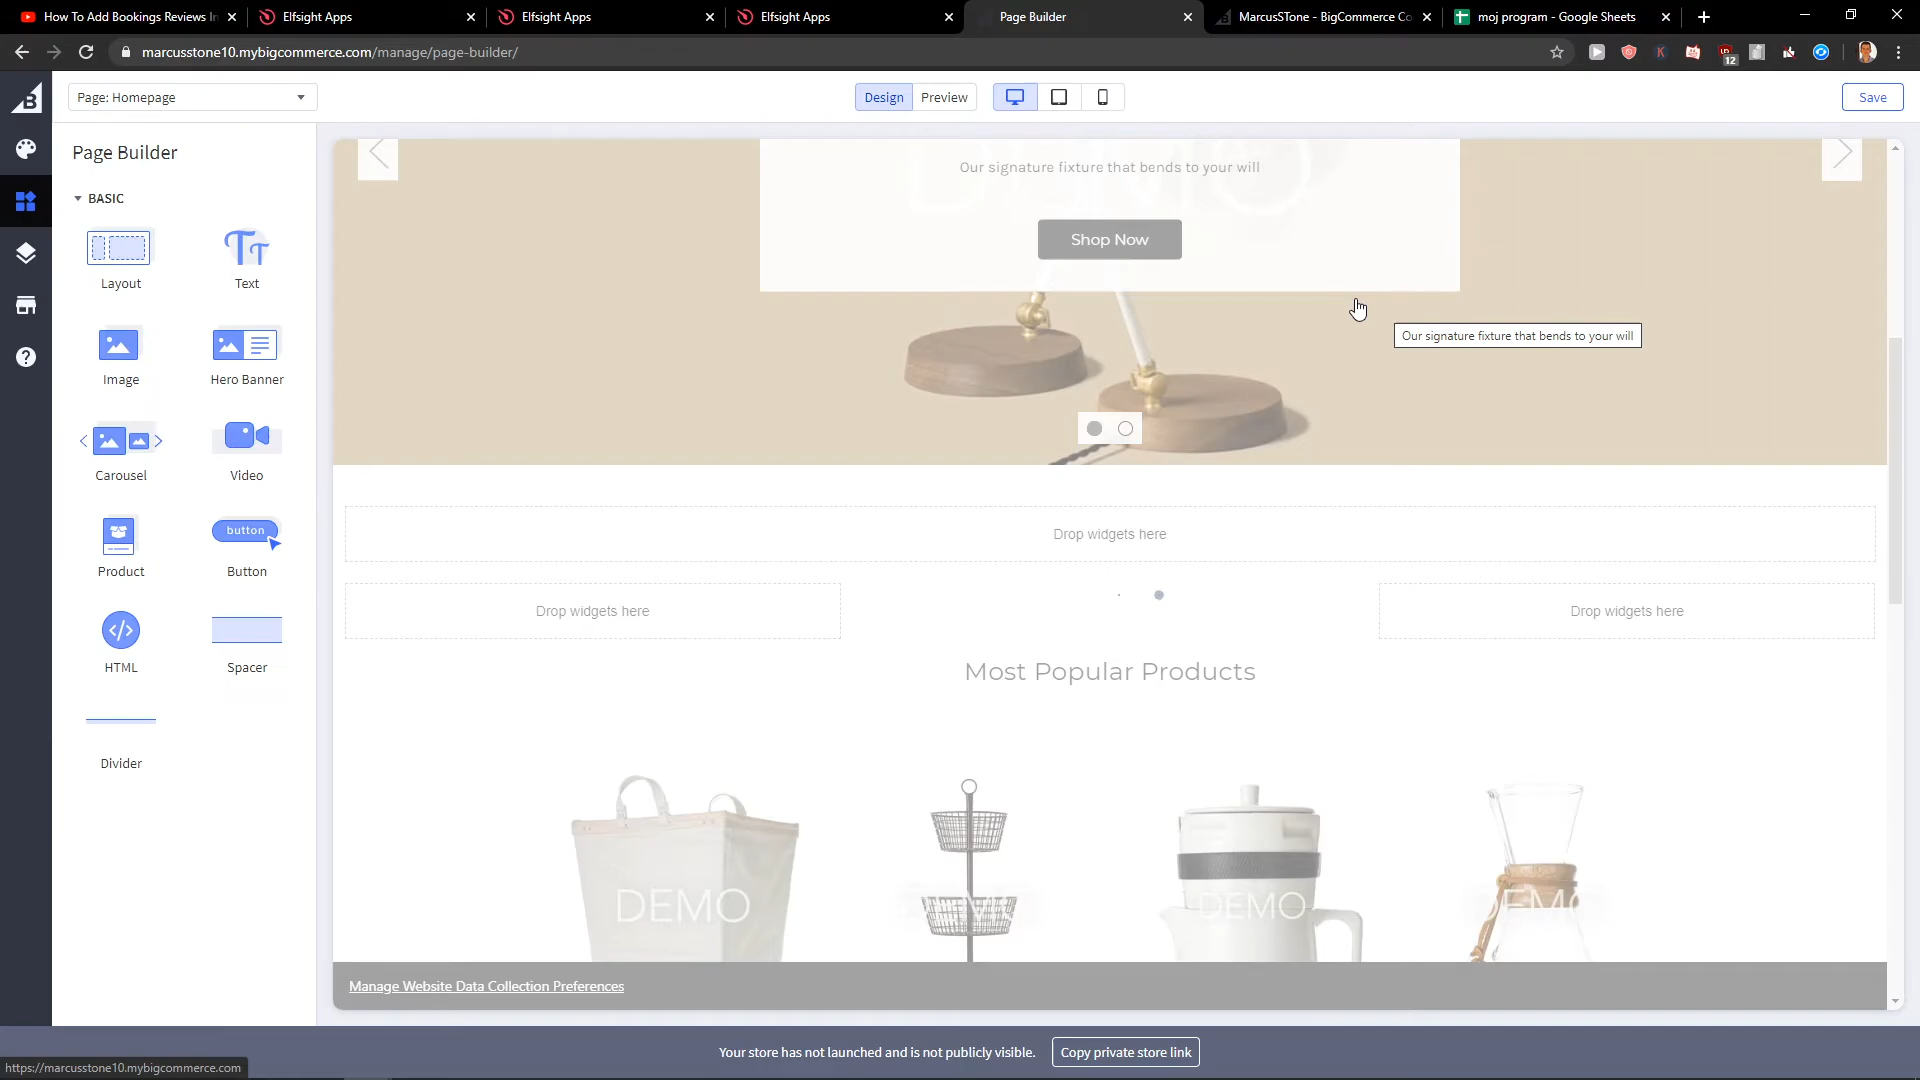 How To Add Bookings Reviews In
Elfsight Apps
Elfsight Apps
Elfsight Apps
Page Builder
MarcusSTone - BigCommerce Co
moj program - Google Sheets
marcusstone10.mybigcommerce.com/manage/page-builder/
12
Page: Homepage
Design
Preview
Save
Page Builder
BASIC
Layout
Text
Image
Hero Banner
Carousel
Video
Product
button
Button
HTML
Spacer
Divider
Our signature fixture that bends to your will
Shop Now
Our signature fixture that bends to your will
Drop widgets here
Drop widgets here
Drop widgets here
Most Popular Products
DEMO
DEMO
DEMO
Manage Website Data Collection Preferences
Your store has not launched and is not publicly visible.
Copy private store link
https://marcusstone10.mybigcommerce.com